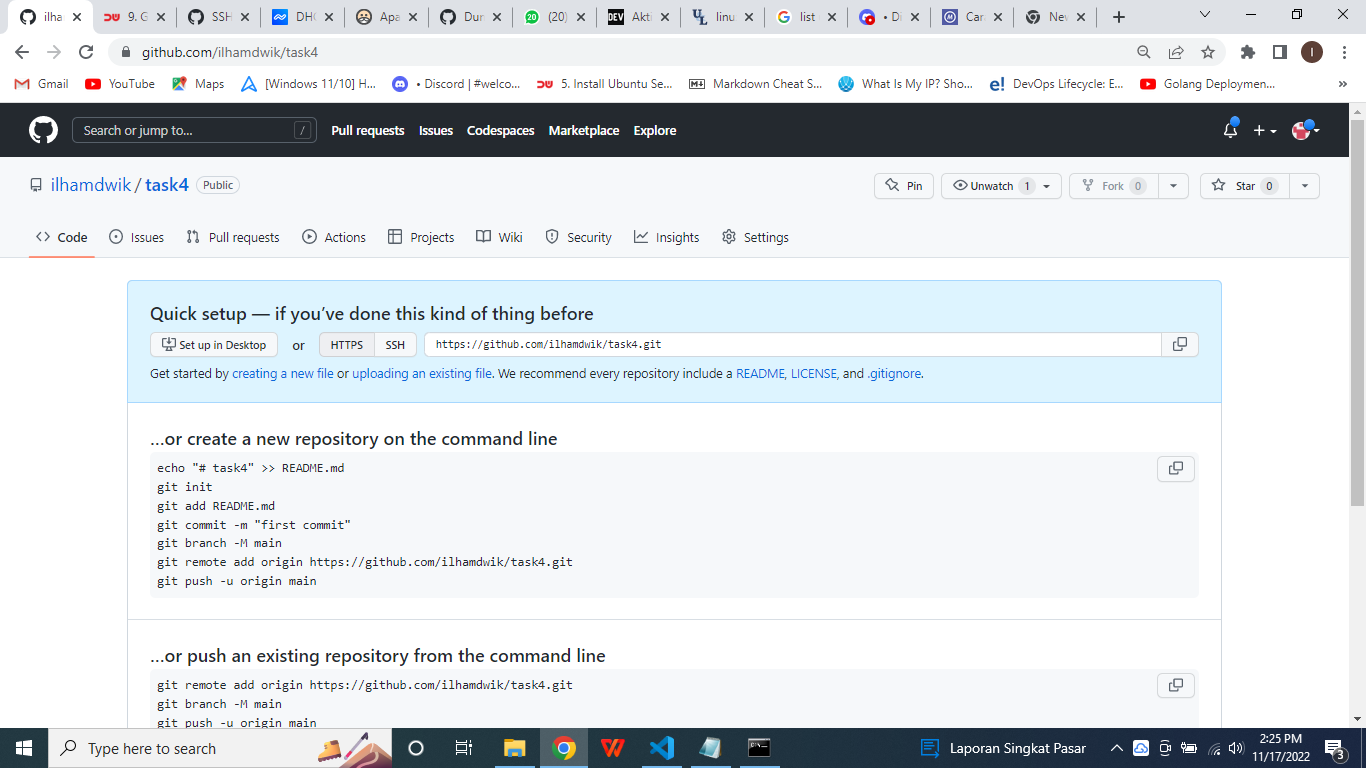 ilha
9. G
SSH
DHC
Apa
Dur
(20)
DEV Akti
UL linu
list
• Di
Cara
Nev
github.com/ilhamdwik/task4
I
Gmail YouTube Maps [Windows 11/10] H... • Discord | #welco... 5. Install Ubuntu Se... Markdown Cheat S... What Is My IP? Sho... e! DevOps Lifecycle: E... Golang Deploymen... »
Search or jump to... / Pull requests Issues Codespaces Marketplace Explore
ilhamdwik / task4 Public Pin Unwatch 1 Fork 0 Star 0
Code Issues Pull requests Actions Projects Wiki Security Insights Settings
Quick setup — if you’ve done this kind of thing before
Set up in Desktop or HTTPS SSH https://github.com/ilhamdwik/task4.git
Get started by creating a new file or uploading an existing file. We recommend every repository include a README, LICENSE, and .gitignore.
…or create a new repository on the command line
echo "# task4" >> README.md
git init
git add README.md
git commit -m "first commit"
git branch -M main
git remote add origin https://github.com/ilhamdwik/task4.git
git push -u origin main
…or push an existing repository from the command line
git remote add origin https://github.com/ilhamdwik/task4.git
git branch -M main
git push -u origin main
Type here to search
Laporan Singkat Pasar
2:25 PM
11/17/2022
3